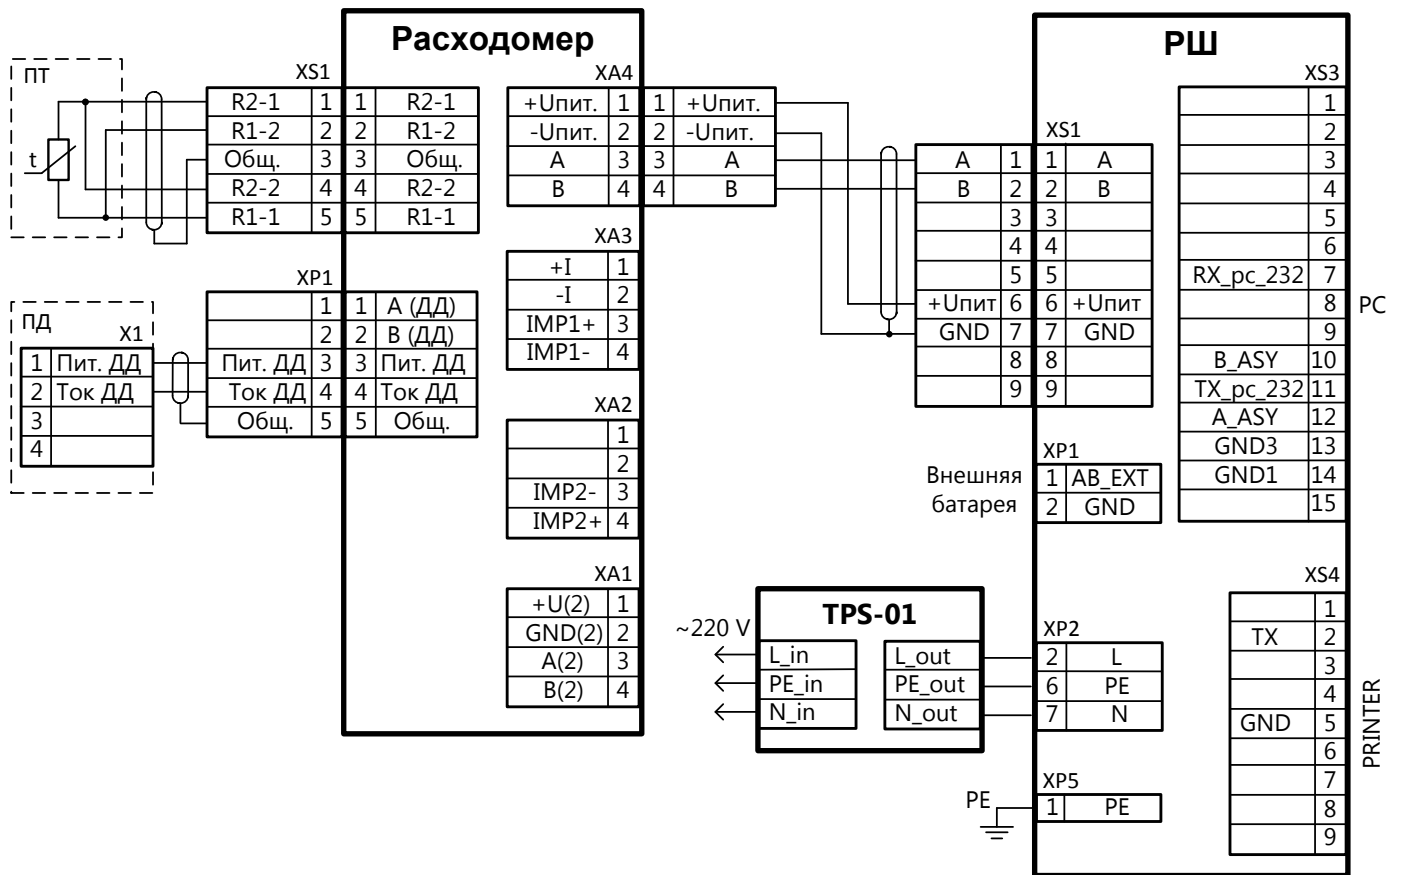 Расходомер
РШ
ПТ
t
XS1
R2-1 1 1 R2-1
R1-2 2 2 R1-2
Общ. 3 3 Общ.
R2-2 4 4 R2-2
R1-1 5 5 R1-1
ПД
X1
1 Пит. ДД
2 Ток ДД
3
4
XP1
1 1 А (ДД)
2 2 В (ДД)
Пит. ДД 3 3 Пит. ДД
Ток ДД 4 4 Ток ДД
Общ. 5 5 Общ.
XA4
+Uпит. 1 1 +Uпит.
-Uпит. 2 2 -Uпит.
A 3 3 A
B 4 4 B
XA3
+I 1
-I 2
IMP1+ 3
IMP1- 4
XA2
1
2
IMP2- 3
IMP2+ 4
XA1
+U(2) 1
GND(2) 2
A(2) 3
B(2) 4
XS1
A 1 1 A
B 2 2 B
3 3
4 4
5 5
+Uпит 6 6 +Uпит
GND 7 7 GND
8 8
9 9
XP1
Внешняя
батарея
1 AB_EXT
2 GND
~220 V
TPS-01
L_in L_out
PE_in PE_out
N_in N_out
XP2
2 L
6 PE
7 N
XP5
PE
1 PE
XS3
1
2
3
4
5
6
RX_pc_232 7
8
9
B_ASY 10
TX_pc_232 11
A_ASY 12
GND3 13
GND1 14
15
PC
XS4
1
TX 2
3
4
GND 5
6
7
8
9
PRINTER